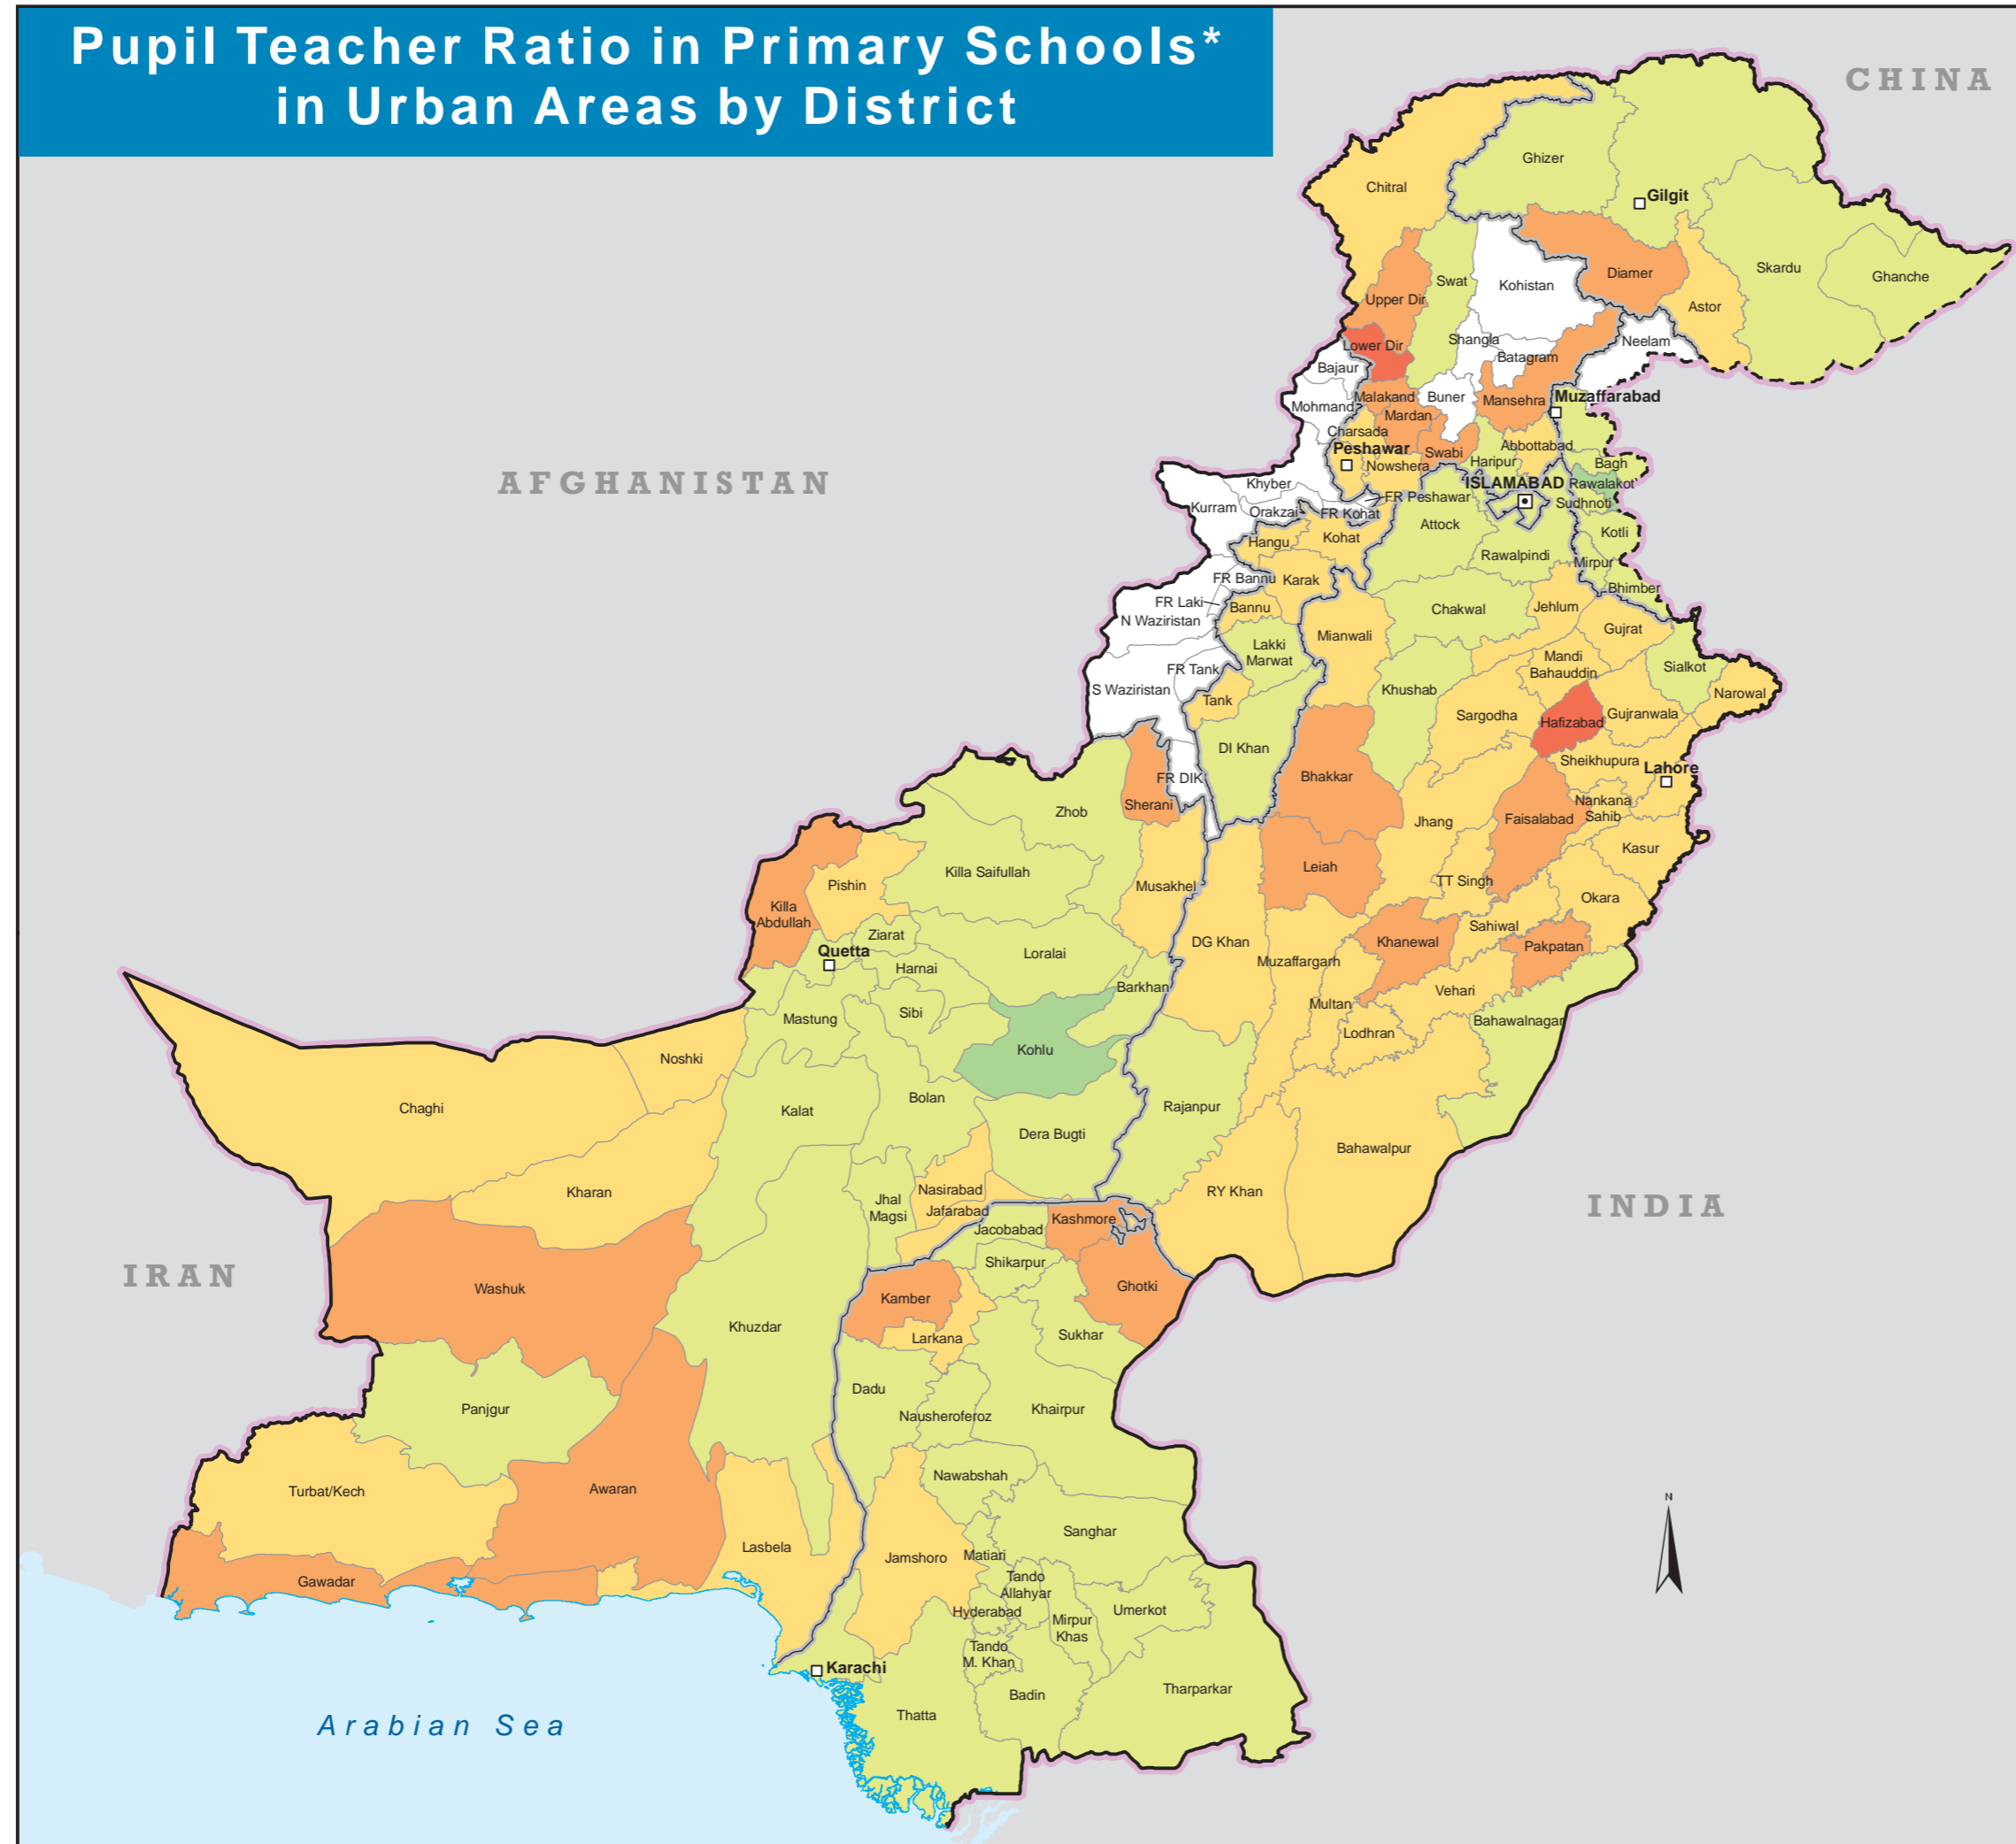 Pupil Teacher Ratio in Primary Schools*
in Urban Areas by District
CHINA
Ghizer
Chitral
Gilgit
Skardu
Diamer
Ghanche
Swat
Kohistan
Upper Dir
Astor
Lower Dir
Shangla
Neelam
Batagram
Bajaur
Malakand
Buner
Mansehra
Muzaffarabad
Mohmand
Mardan
Charsada
Abbottabad
Peshawar
Swabi
Nowshera
Haripur
Bagh
AFGHANISTAN
Khyber
ISLAMABAD
Rawalakot
FR Peshawar
Sudhnoti
Kurram
Orakzai
FR Kohat
Attock
Kotli
Hangu
Kohat
Rawalpindi
Mirpur
FR Bannu
Karak
Bhimber
FR Laki
Bannu
Chakwal
Jehlum
N Waziristan
Mianwali
Gujrat
Lakki
Marwat
Mandi
Bahauddin
Sialkot
FR Tank
S Waziristan
Khushab
Narowal
Tank
Sargodha
Hafizabad
Gujranwala
DI Khan
Sheikhupura
Lahore
FR DIK
Bhakkar
Sherani
Nankana
Sahib
Zhob
Jhang
Faisalabad
Kasur
Killa Saifullah
Leiah
TT Singh
Pishin
Musakhel
Okara
Killa
Abdullah
Sahiwal
Ziarat
DG Khan
Khanewal
Pakpatan
Quetta
Loralai
Muzaffargarh
Harnai
Barkhan
Vehari
Multan
Sibi
Mastung
Bahawalnagar
Lodhran
Kohlu
Noshki
Bolan
Rajanpur
Chaghi
Kalat
Dera Bugti
Bahawalpur
Kharan
Nasirabad
RY Khan
Jhal
Magsi
Jafarabad
INDIA
Kashmore
Jacobabad
Shikarpur
IRAN
Washuk
Ghotki
Kamber
Khuzdar
Larkana
Sukhar
Dadu
Panjgur
Nausheroferoz
Khairpur
Nawabshah
Turbat/Kech
Awaran
N
Sanghar
Lasbela
Jamshoro
Matiari
Gawadar
Tando
Allahyar
Hyderabad
Umerkot
Mirpur
Khas
Tando
M. Khan
Karachi
Tharparkar
Badin
Thatta
Arabian Sea